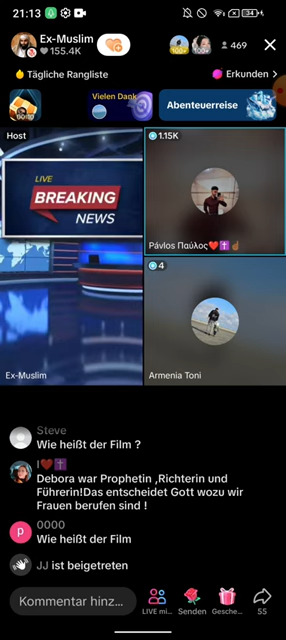 21:13
34
Ex-Muslim
155.4K
100+
100+
469
Tägliche Rangliste
Erkunden >
Vielen Dank
Abenteuerreise
Host
LIVE
BREAKING
NEWS
Ex-Muslim
1.15K
Pávlos Παύλος❤️✝️☝🏽
4
Armenia Toni
Steve
Wie heißt der Film ?
I❤️✝️
Debora war Prophetin ,Richterin und
Führerin!Das entscheidet Gott wozu wir
Frauen berufen sind !
0000
p
Wie heißt der Film
JJ ist beigetreten
Kommentar hinz...
LIVE mi...
Senden
Gesche...
55